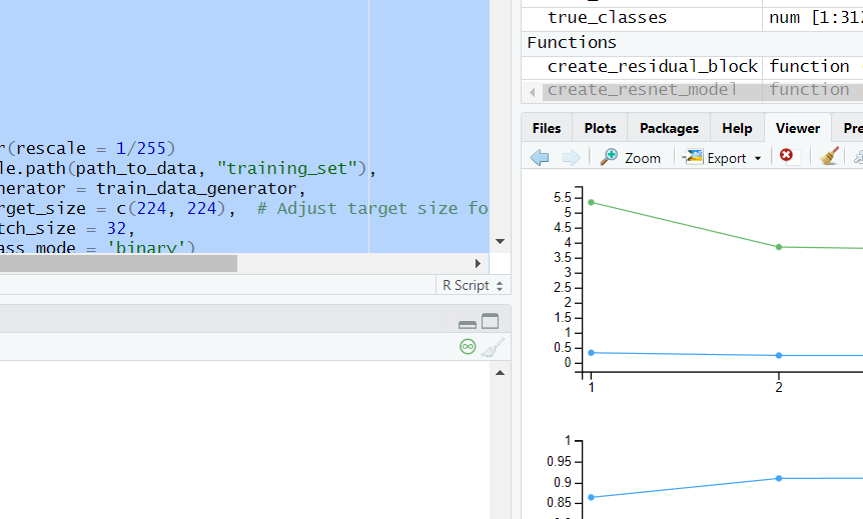 r(rescale = 1/255)
le.path(path_to_data, "training_set"),
nerator = train_data_generator,
rget_size = c(224, 224),  # Adjust target size fo
tch_size = 32,
ass_mode = 'binary')
R Script
true_classes num [1:312
Functions
create_residual_block function
create_resnet_model function
Files Plots Packages Help Viewer Pre
Zoom Export
5.5
5
4.5
4
3.5
3
2.5
2
1.5
1
0.5
0
1 2
1
0.95
0.9
0.85